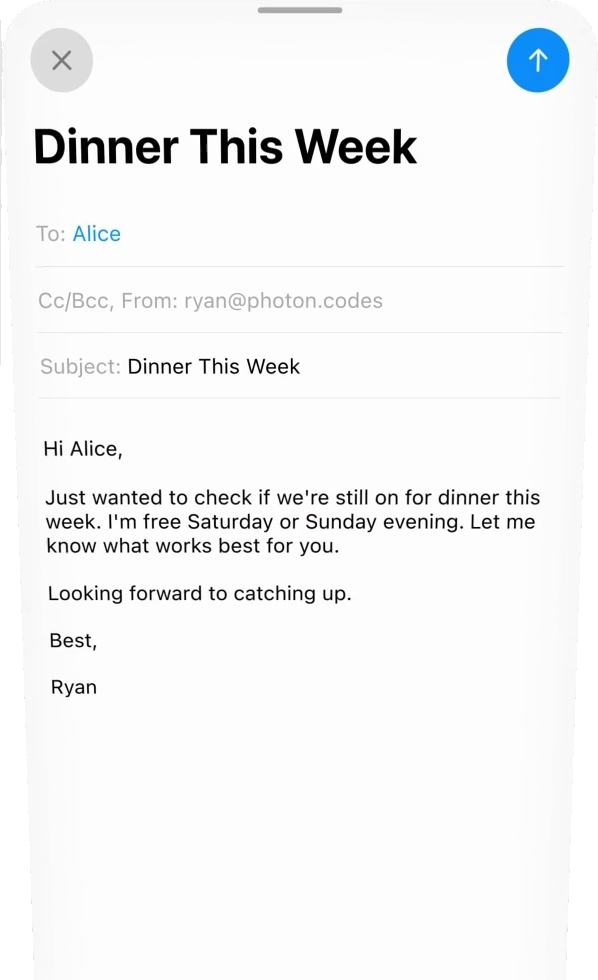 Dinner This Week
To: Alice
Cc/Bcc, From: ryan@photon.codes
Subject: Dinner This Week
Hi Alice,
Just wanted to check if we're still on for dinner this
week. I'm free Saturday or Sunday evening. Let me
know what works best for you.
Looking forward to catching up.
Best,
Ryan